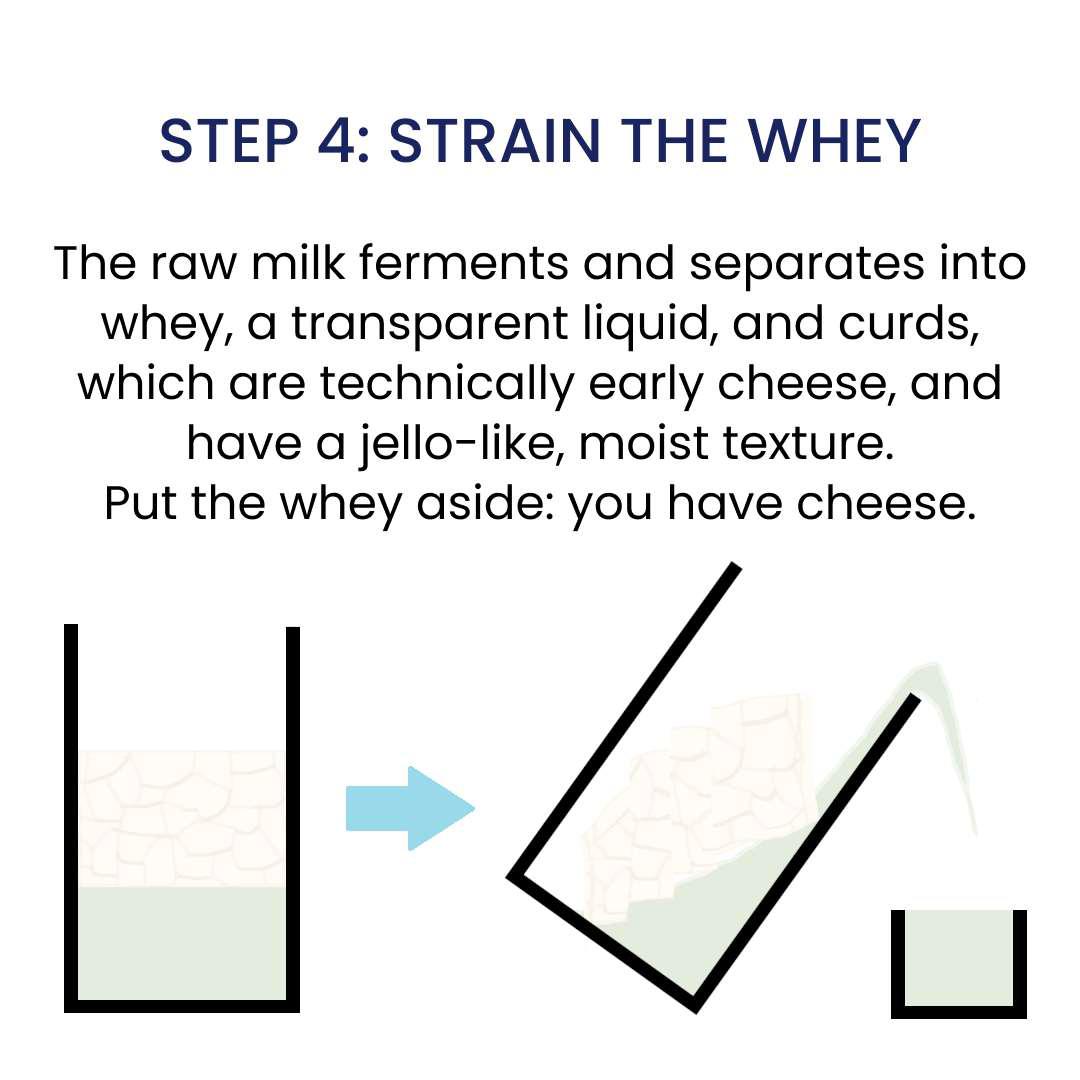 STEP 4: STRAIN THE WHEY
The raw milk ferments and separates into
whey, a transparent liquid, and curds,
which are technically early cheese, and
have a jello-like, moist texture.
Put the whey aside: you have cheese.